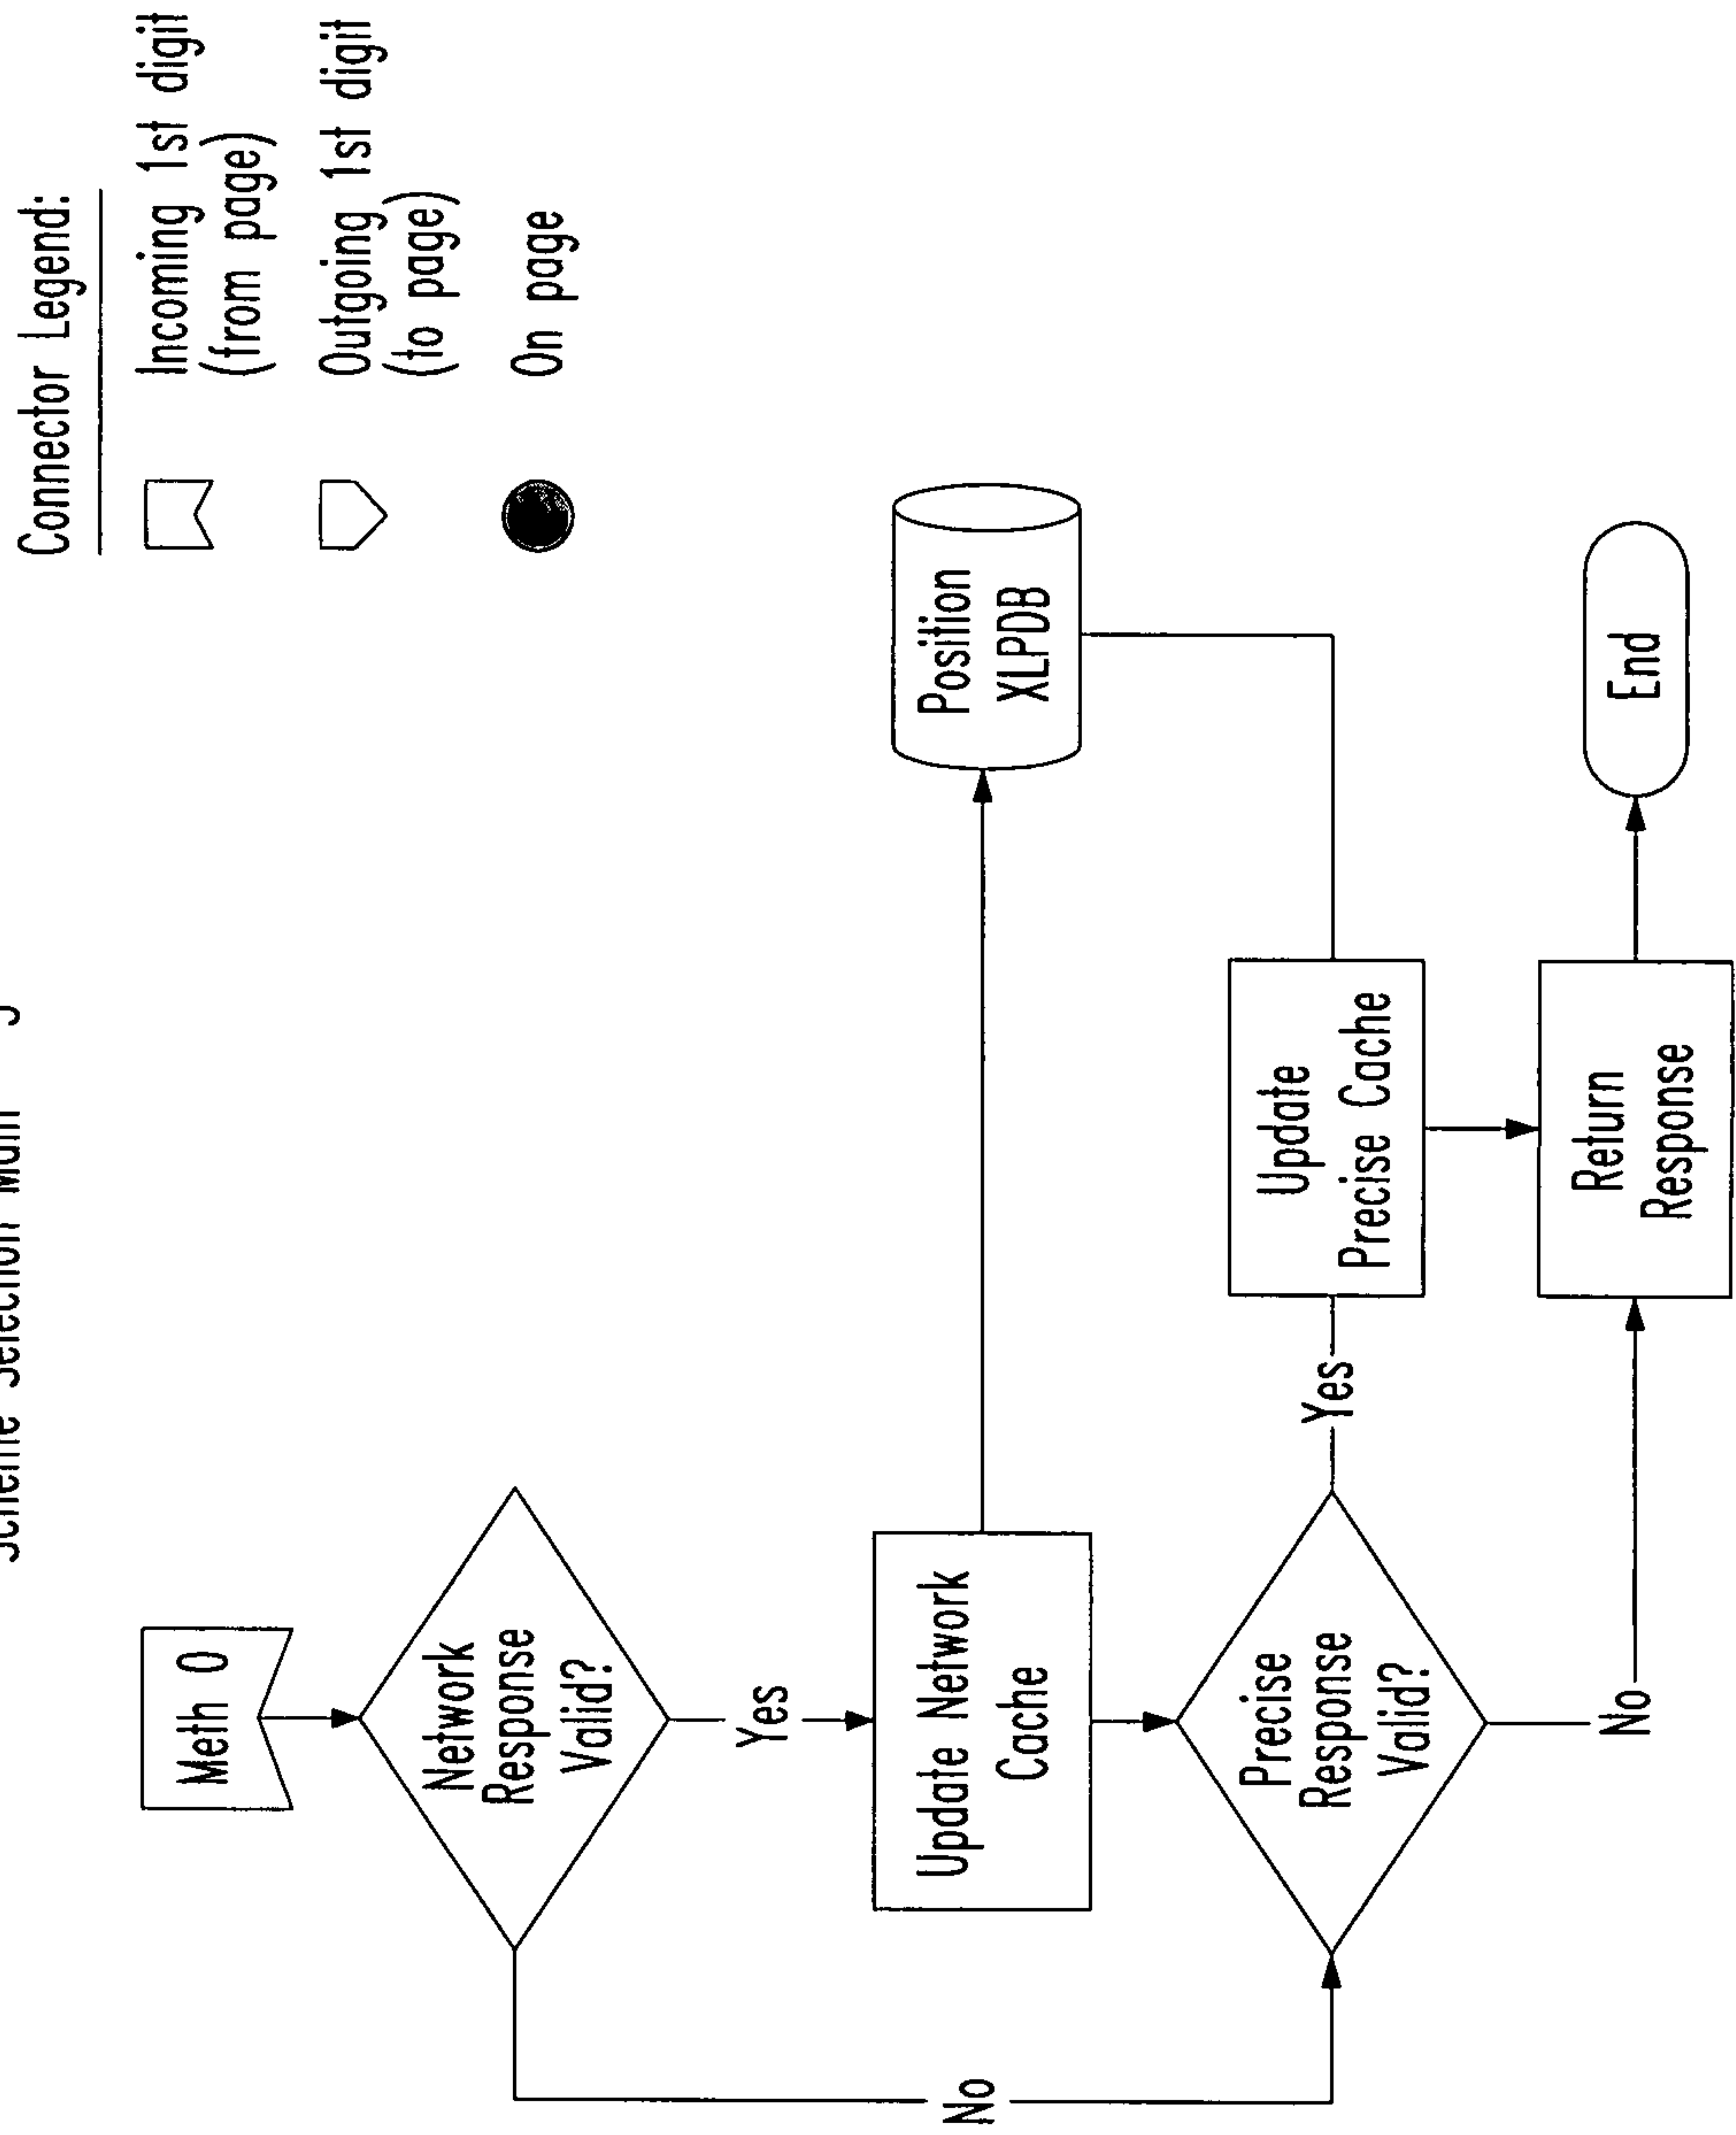 Connector Legend:
Incoming 1st digit
(from page)
Outgoing 1st digit
(to page)
On page
Meth 0
Network
Response
Valid?
Yes
No
Update Network
Cache
Position
XLPDB
Precise
Response
Valid?
Yes
No
Update
Precise Cache
Return
Response
End